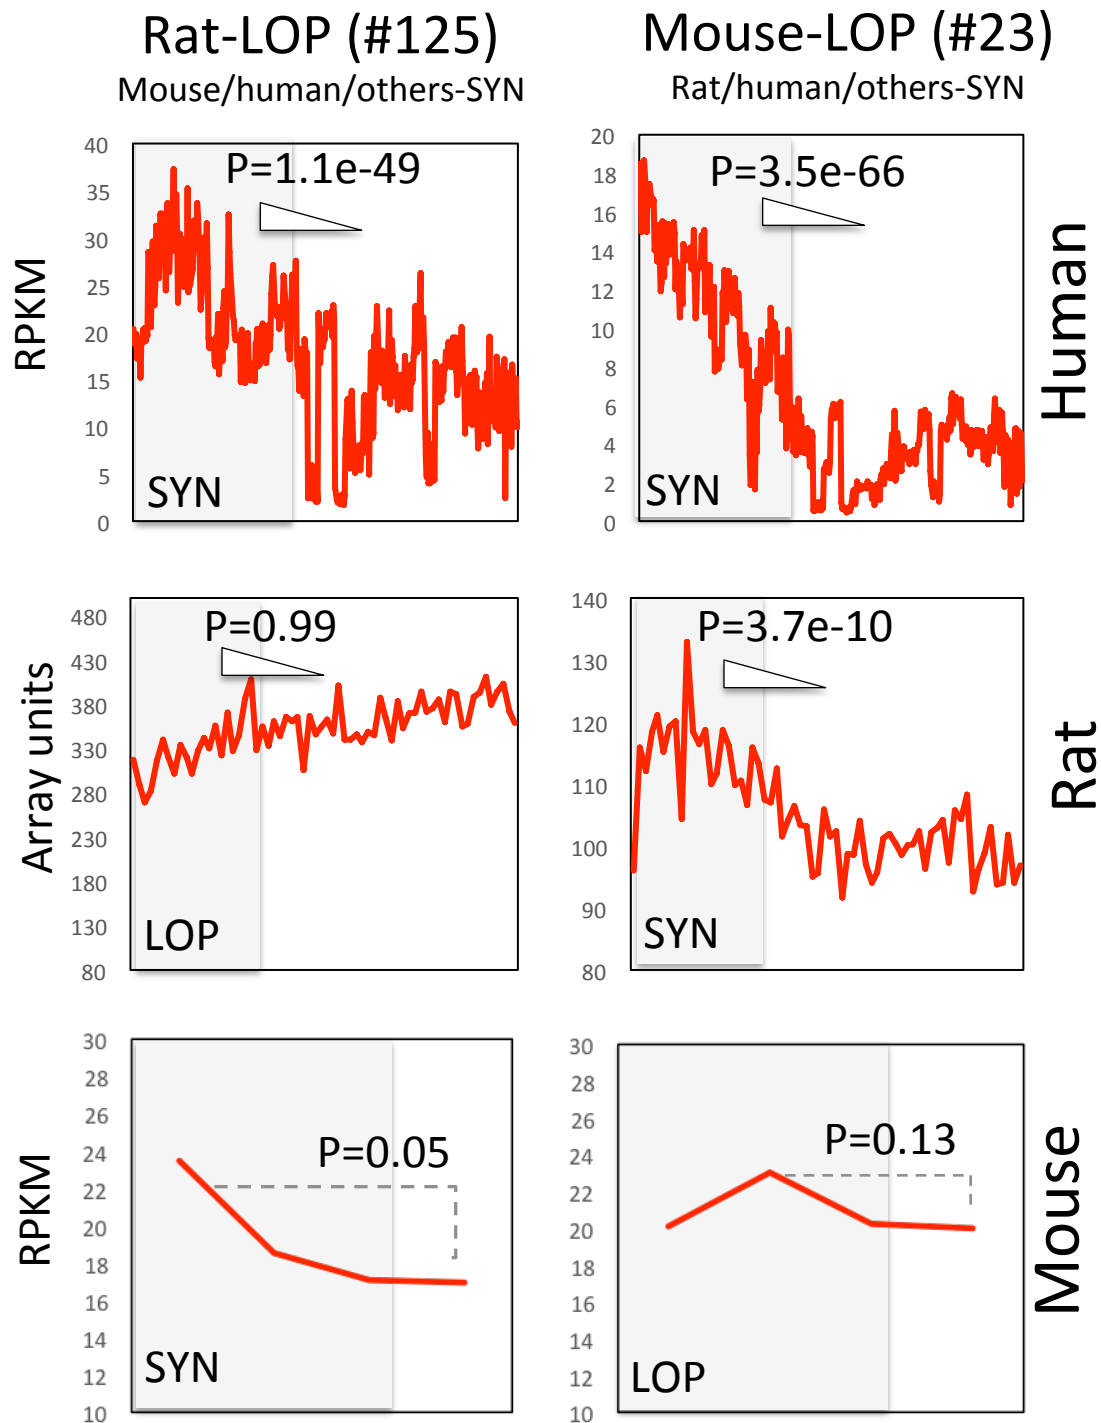 Rat-LOP (#125)
Mouse/human/others-SYN
Mouse-LOP (#23)
Rat/human/others-SYN
RPKM
40
35
30
25
20
15
10
5
0
P=1.1e-49
SYN
20
18
16
14
12
10
8
6
4
2
0
P=3.5e-66
SYN
Human
Array units
480
430
380
330
280
230
180
130
80
P=0.99
LOP
140
130
120
110
100
90
80
P=3.7e-10
SYN
Rat
RPKM
30
28
26
24
22
20
18
16
14
12
10
P=0.05
SYN
30
28
26
24
22
20
18
16
14
12
10
P=0.13
LOP
Mouse